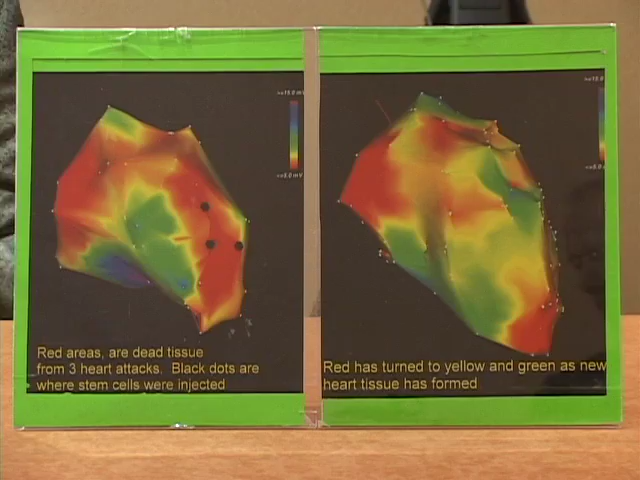 Red areas, are dead tissue
from 3 heart attacks. Black dots are
where stem cells were injected
Red has turned to yellow and green as new
heart tissue has formed